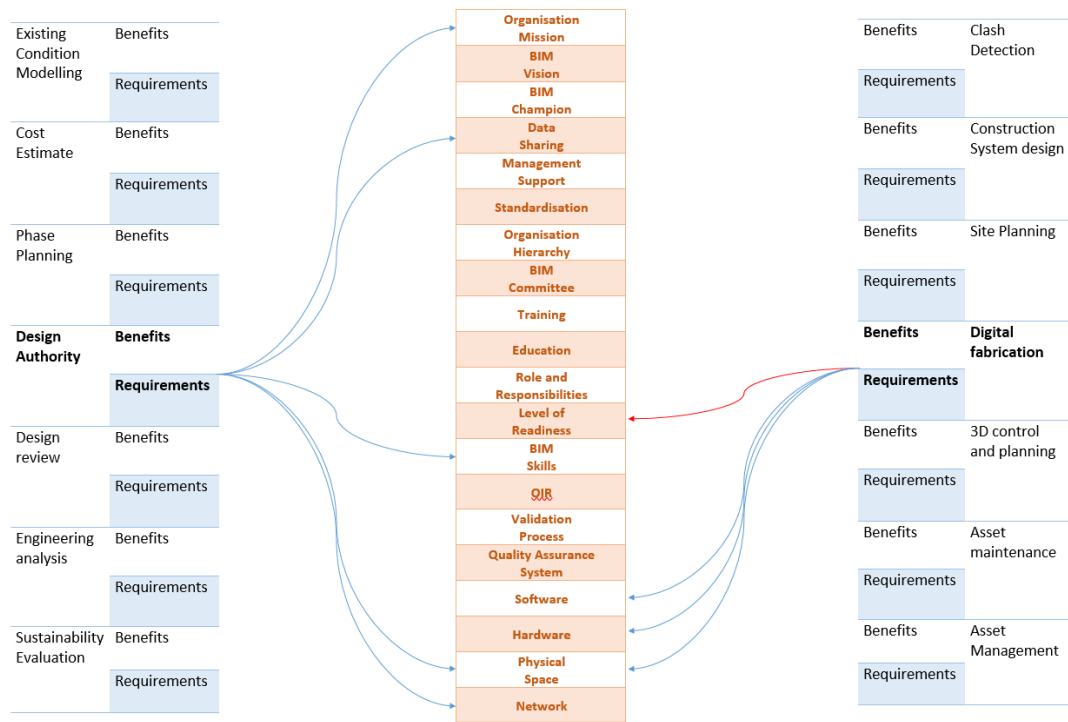 Existing
Condition
Modelling
Benefits
Requirements
Cost
Estimate
Benefits
Requirements
Phase
Planning
Benefits
Requirements
Design
Authority
Benefits
Requirements
Design
review
Benefits
Requirements
Engineering
analysis
Benefits
Requirements
Sustainability
Evaluation
Benefits
Requirements
Organisation
Mission
BIM
Vision
BIM
Champion
Data
Sharing
Management
Support
Standardisation
Organisation
Hierarchy
BIM
Committee
Training
Education
Role and
Responsibilities
Level of
Readiness
BIM
Skills
OIR
Validation
Process
Quality Assurance
System
Software
Hardware
Physical
Space
Network
Benefits
Clash
Detection
Requirements
Benefits
Construction
System design
Requirements
Benefits
Site Planning
Requirements
Benefits
Digital
fabrication
Requirements
Benefits
3D control
and planning
Requirements
Benefits
Asset
maintenance
Requirements
Benefits
Asset
Management
Requirements